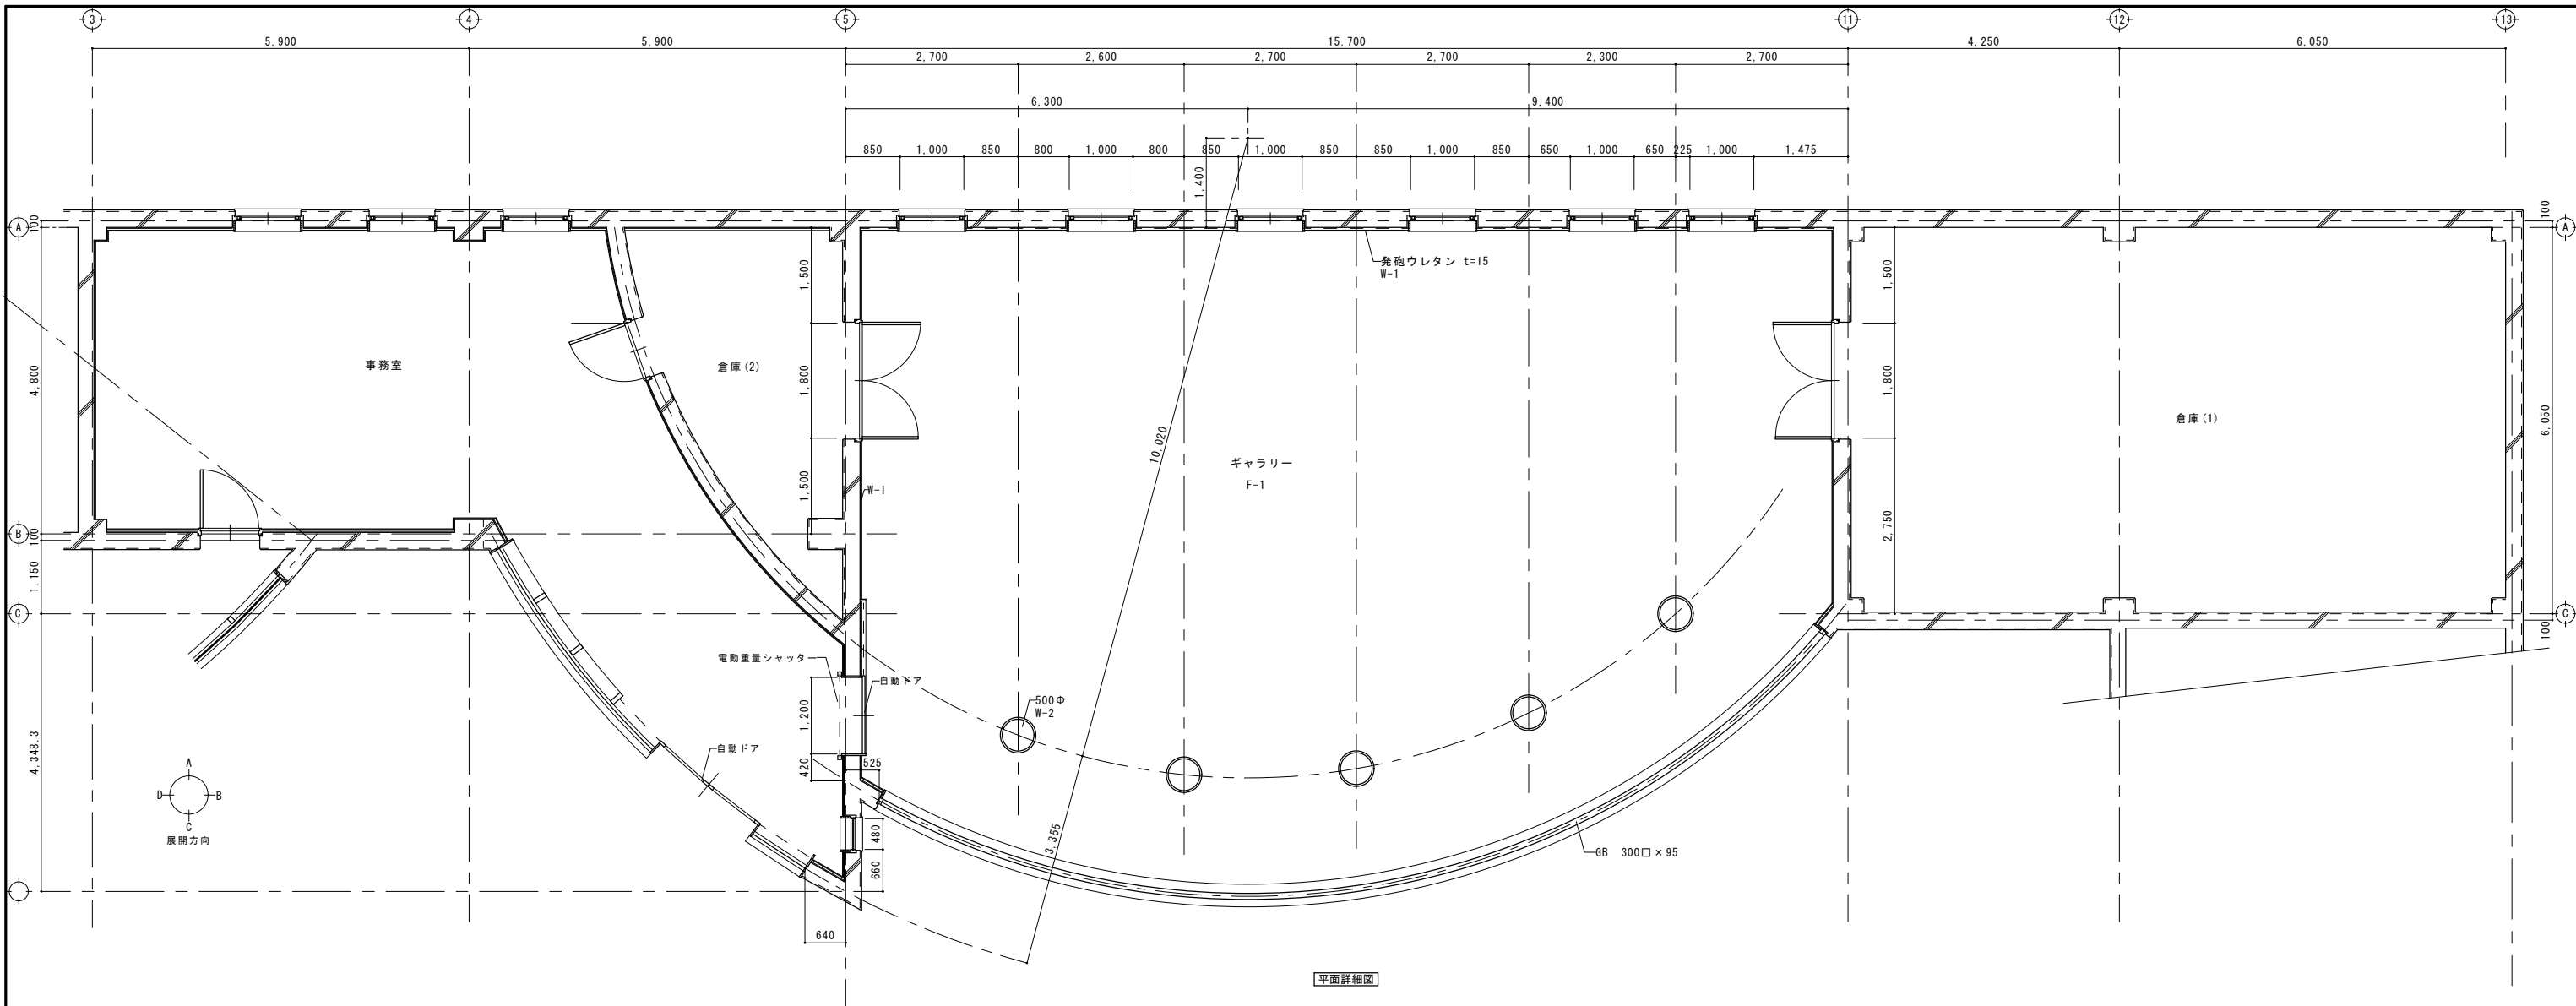 3 4 5 11 12 13
5,900 5,900 15,700 4,250 6,050
2,700 2,600 2,700 2,700 2,300 2,700
6,300 9,400
850 1,000 850 800 1,000 800 850 1,000 850 850 1,000 850 650 1,000 650 225 1,000 1,475
1,400
A 100
100 A
発砲ウレタン t=15
W-1
1,500
1,500
事務室
倉庫(2)
4,800
1,800
1,800
倉庫(1)
6,050
10,020
ギャラリー
F-1
W-1
1,500
2,750
B 100
1,150
C
C
100
電動重量シャッター
自動ドア
500Φ
W-2
1,200
4,348.3
自動ドア
420
525
A
D B
C
展開方向
480
3,355
GB 300□×95
660
640
平面詳細図